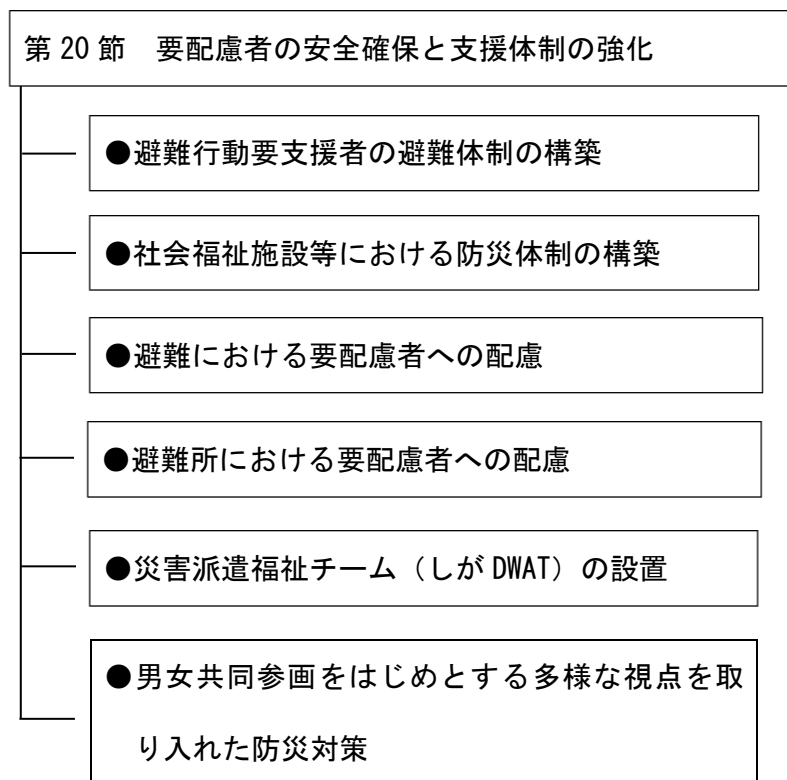 第 20 節　要配慮者の安全確保と支援体制の強化
●避難行動要支援者の避難体制の構築
●社会福祉施設等における防災体制の構築
●避難における要配慮者への配慮
●避難所における要配慮者への配慮
●災害派遣福祉チーム（しが DWAT）の設置
●男女共同参画をはじめとする多様な視点を取
り入れた防災対策